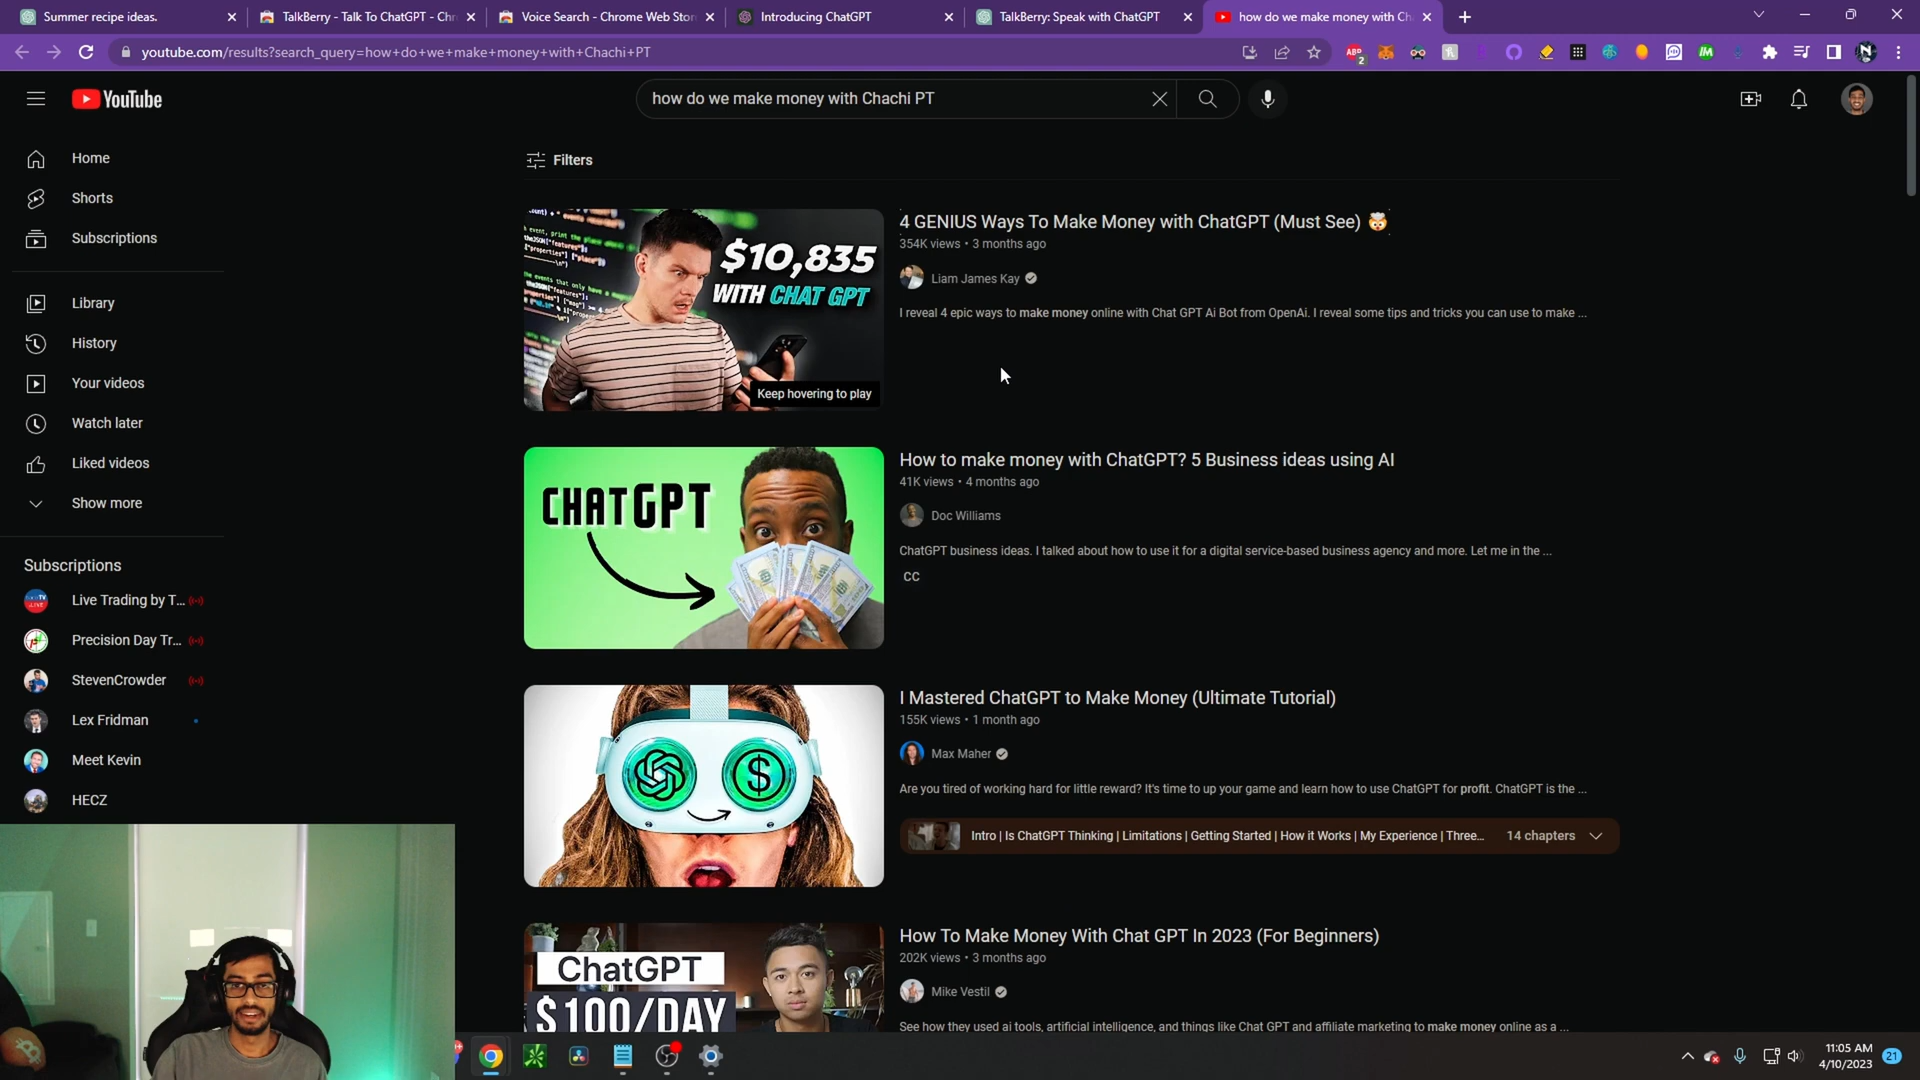 Summer recipe ideas.
TalkBerry - Talk To ChatGPT - Chr
Voice Search - Chrome Web Stor
Introducing ChatGPT
TalkBerry: Speak with ChatGPT
how do we make money with Ch
youtube.com/results?search_query=how+do+we+make+money+with+Chachi+PT
ABP
2
YouTube
how do we make money with Chachi PT
Home
Shorts
Subscriptions
Library
History
Your videos
Watch later
Liked videos
Show more
Subscriptions
Live Trading by T...
Precision Day Tr...
StevenCrowder
Lex Fridman
Meet Kevin
HECZ
Filters
$10,835
WITH CHAT GPT
Keep hovering to play
4 GENIUS Ways To Make Money with ChatGPT (Must See) 🤯
354K views • 3 months ago
Liam James Kay
I reveal 4 epic ways to make money online with Chat GPT Ai Bot from OpenAi. I reveal some tips and tricks you can use to make ...
CHATGPT
How to make money with ChatGPT? 5 Business ideas using AI
41K views • 4 months ago
Doc Williams
ChatGPT business ideas. I talked about how to use it for a digital service-based business agency and more. Let me in the ...
CC
$
I Mastered ChatGPT to Make Money (Ultimate Tutorial)
155K views • 1 month ago
Max Maher
Are you tired of working hard for little reward? It's time to up your game and learn how to use ChatGPT for profit. ChatGPT is the ...
Intro | Is ChatGPT Thinking | Limitations | Getting Started | How it Works | My Experience | Three...
14 chapters
ChatGPT
$100/DAY
How To Make Money With Chat GPT In 2023 (For Beginners)
202K views • 3 months ago
Mike Vestil
See how they used ai tools, artificial intelligence, and things like Chat GPT and affiliate marketing to make money online as a ...
11:05 AM
4/10/2023
21